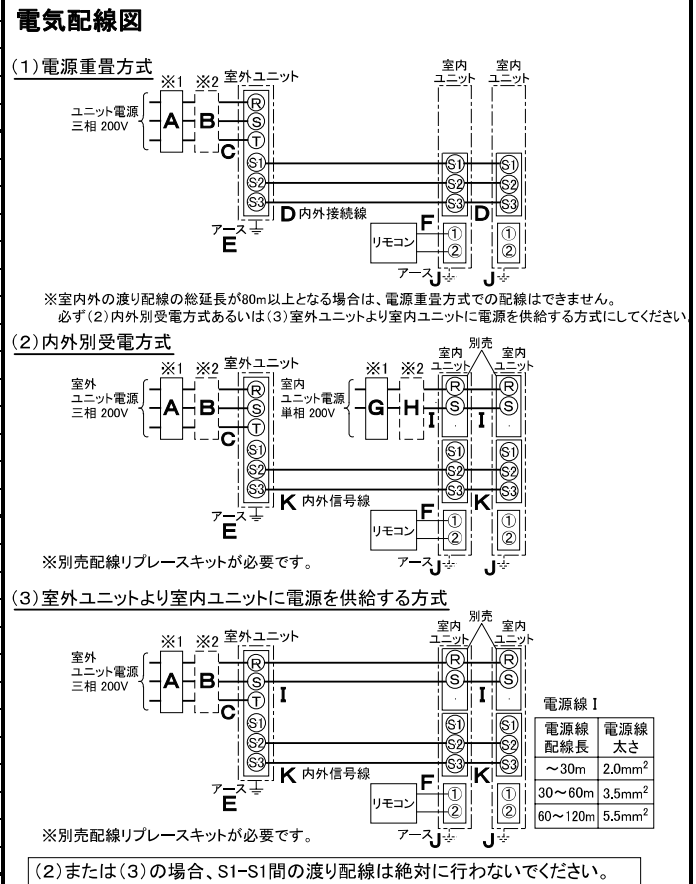 電気配線図
(1)電源重畳方式
※1 ※2 室外ユニット
室内
ユニット
室内
ユニット
ユニット電源
三相 200V
A B C
R
S
T
S1
S2
S3
S1
S2
S3
S1
S2
S3
D 内外接続線
F
D
リモコン
①
②
①
②
アース
E
アース
J
J
※室内外の渡り配線の総延長が80m以上となる場合は、電源重畳方式での配線はできません。
必ず(2)内外別受電方式あるいは(3)室外ユニットより室内ユニットに電源を供給する方式にしてください。
(2)内外別受電方式
別売
※1 ※2 室外ユニット
※1 ※2
室内
ユニット
室内
ユニット
室外
ユニット電源
三相 200V
A B C
R
S
T
S1
S2
S3
室内
ユニット電源
単相 200V
G H I I
R
S
S1
S2
S3
R
S
S1
S2
S3
K 内外信号線
F
K
リモコン
①
②
①
②
アース
E
アース
J
J
※別売配線リプレースキットが必要です。
(3)室外ユニットより室内ユニットに電源を供給する方式
別売
※1 ※2 室外ユニット
室内
ユニット
室内
ユニット
室外
ユニット電源
三相 200V
A B C
R
S
T
S1
S2
S3
I
I
R
S
S1
S2
S3
R
S
S1
S2
S3
K 内外信号線
F
K
リモコン
①
②
①
②
アース
E
アース
J
J
※別売配線リプレースキットが必要です。
電源線 I
電源線
配線長
電源線
太さ
～30m 2.0mm²
30～60m 3.5mm²
60～120m 5.5mm²
(2)または(3)の場合、S1-S1間の渡り配線は絶対に行わないでください。